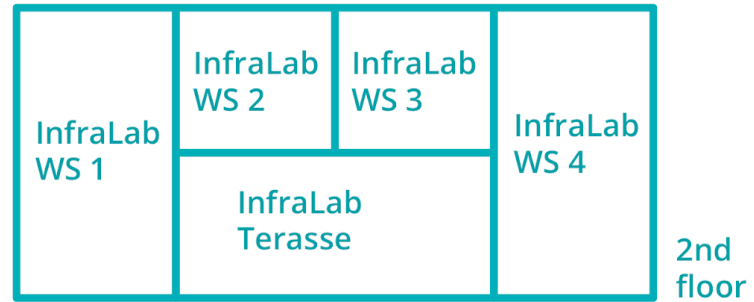 InfraLab
WS 1
InfraLab
WS 2
InfraLab
WS 3
InfraLab
WS 4
InfraLab
Terasse
2nd
floor